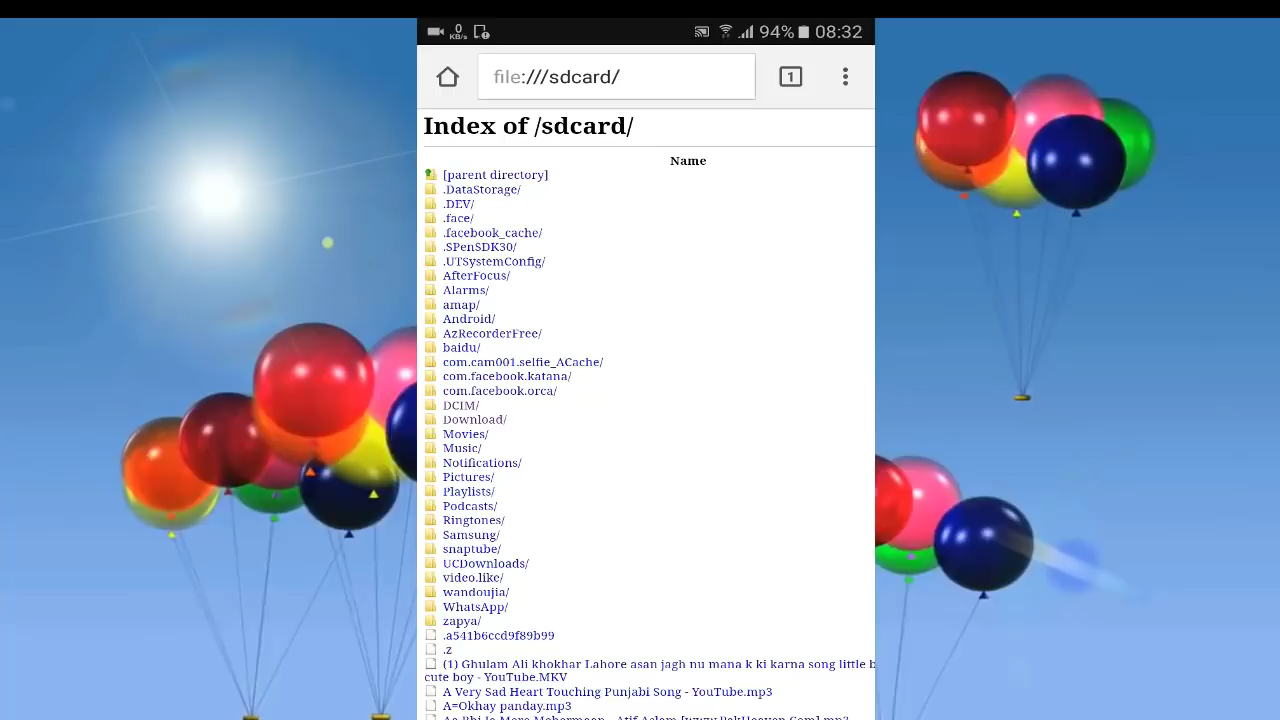 0
KB/s
94% 08:32
file:///sdcard/
1
Index of /sdcard/
Name
[parent directory]
.DataStorage/
.DEV/
.face/
.facebook_cache/
.SPenSDK30/
.UTSystemConfig/
AfterFocus/
Alarms/
amap/
Android/
AzRecorderFree/
baidu/
com.cam001.selfie_ACache/
com.facebook.katana/
com.facebook.orca/
DCIM/
Download/
Movies/
Music/
Notifications/
Pictures/
Playlists/
Podcasts/
Ringtones/
Samsung/
snaptube/
UCDownloads/
video.like/
wandoujia/
WhatsApp/
zapya/
.a541b6ccd9f89b99
.z
(1) Ghulam Ali khokhar Lahore asan jagh nu mana k ki karna song little b
cute boy - YouTube.MKV
A Very Sad Heart Touching Punjabi Song - YouTube.mp3
A=Okhay panday.mp3